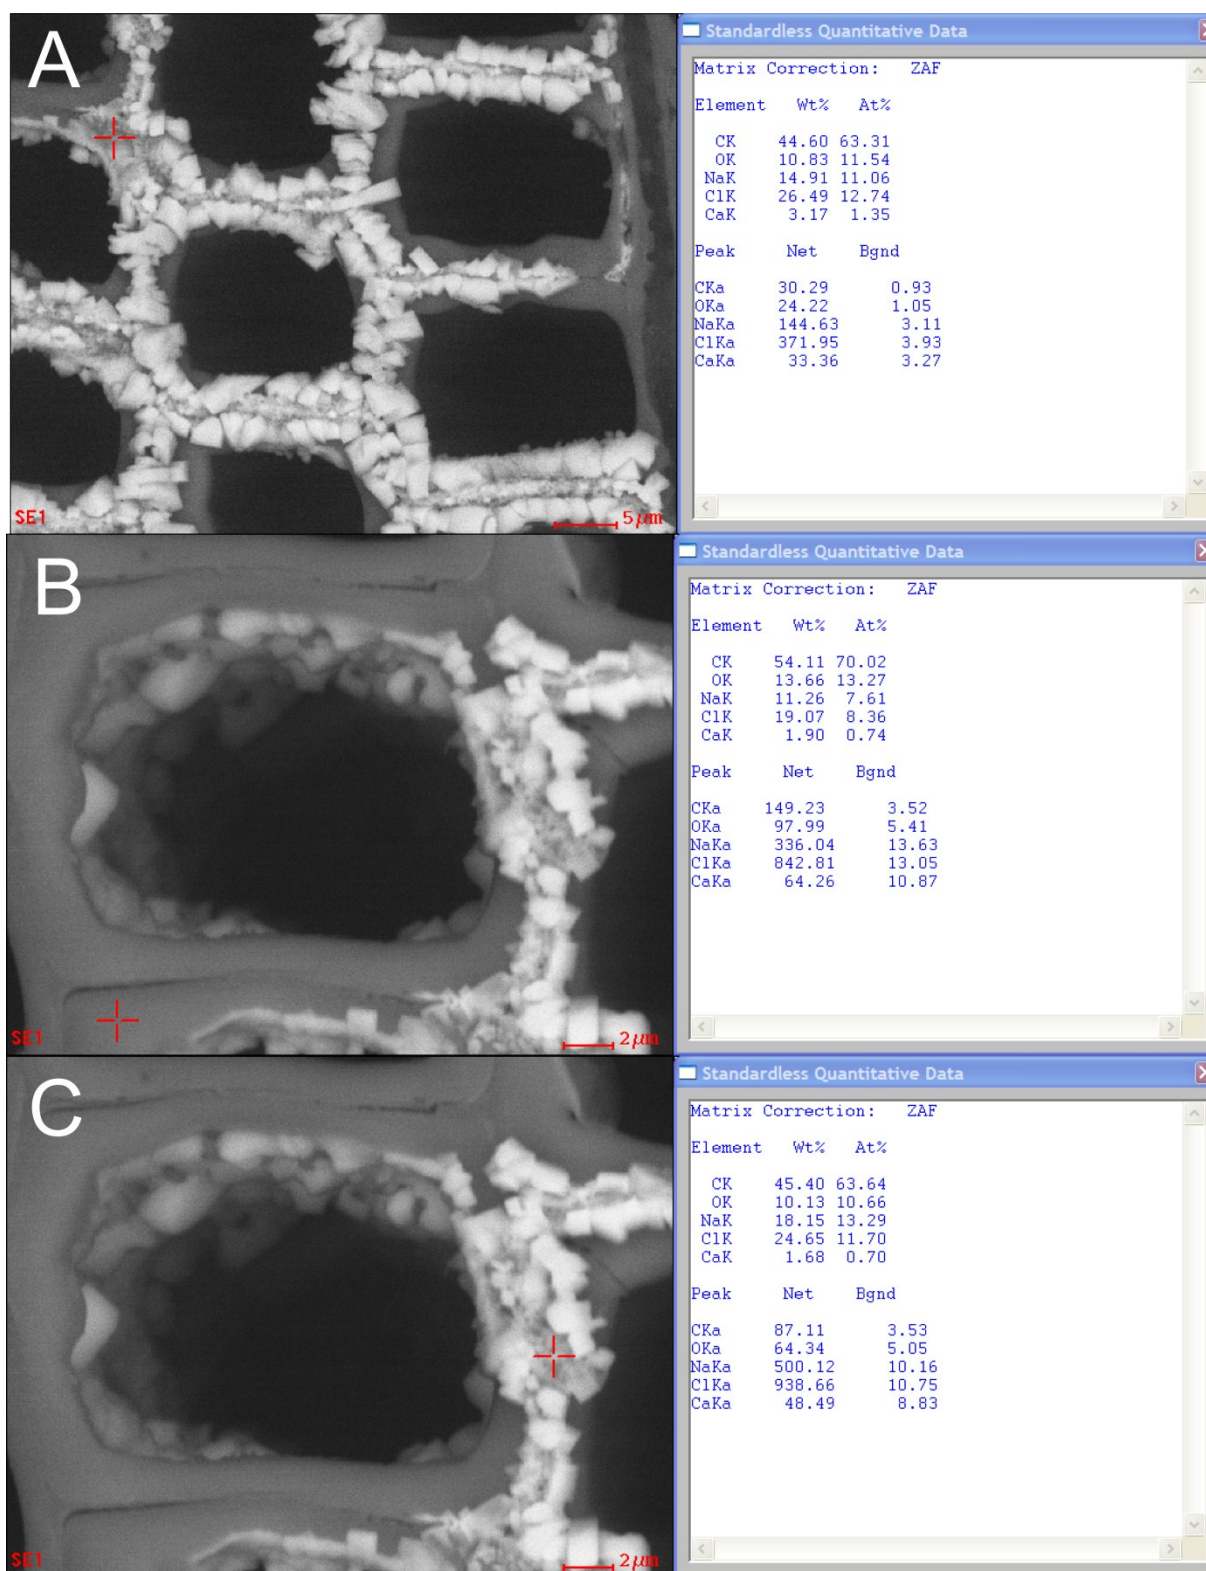 A
SE1
5µm
Standardless Quantitative Data
Matrix Correction: ZAF
Element Wt% At%
CK 44.60 63.31
OK 10.83 11.54
NaK 14.91 11.06
ClK 26.49 12.74
CaK 3.17 1.35
Peak Net Bgnd
CKa 30.29 0.93
OKa 24.22 1.05
NaKa 144.63 3.11
ClKa 371.95 3.93
CaKa 33.36 3.27
B
SE1
2µm
Standardless Quantitative Data
Matrix Correction: ZAF
Element Wt% At%
CK 54.11 70.02
OK 13.66 13.27
NaK 11.26 7.61
ClK 19.07 8.36
CaK 1.90 0.74
Peak Net Bgnd
CKa 149.23 3.52
OKa 97.99 5.41
NaKa 336.04 13.63
ClKa 842.81 13.05
CaKa 64.26 10.87
C
SE1
2µm
Standardless Quantitative Data
Matrix Correction: ZAF
Element Wt% At%
CK 45.40 63.64
OK 10.13 10.66
NaK 18.15 13.29
ClK 24.65 11.70
CaK 1.68 0.70
Peak Net Bgnd
CKa 87.11 3.53
OKa 64.34 5.05
NaKa 500.12 10.16
ClKa 938.66 10.75
CaKa 48.49 8.83